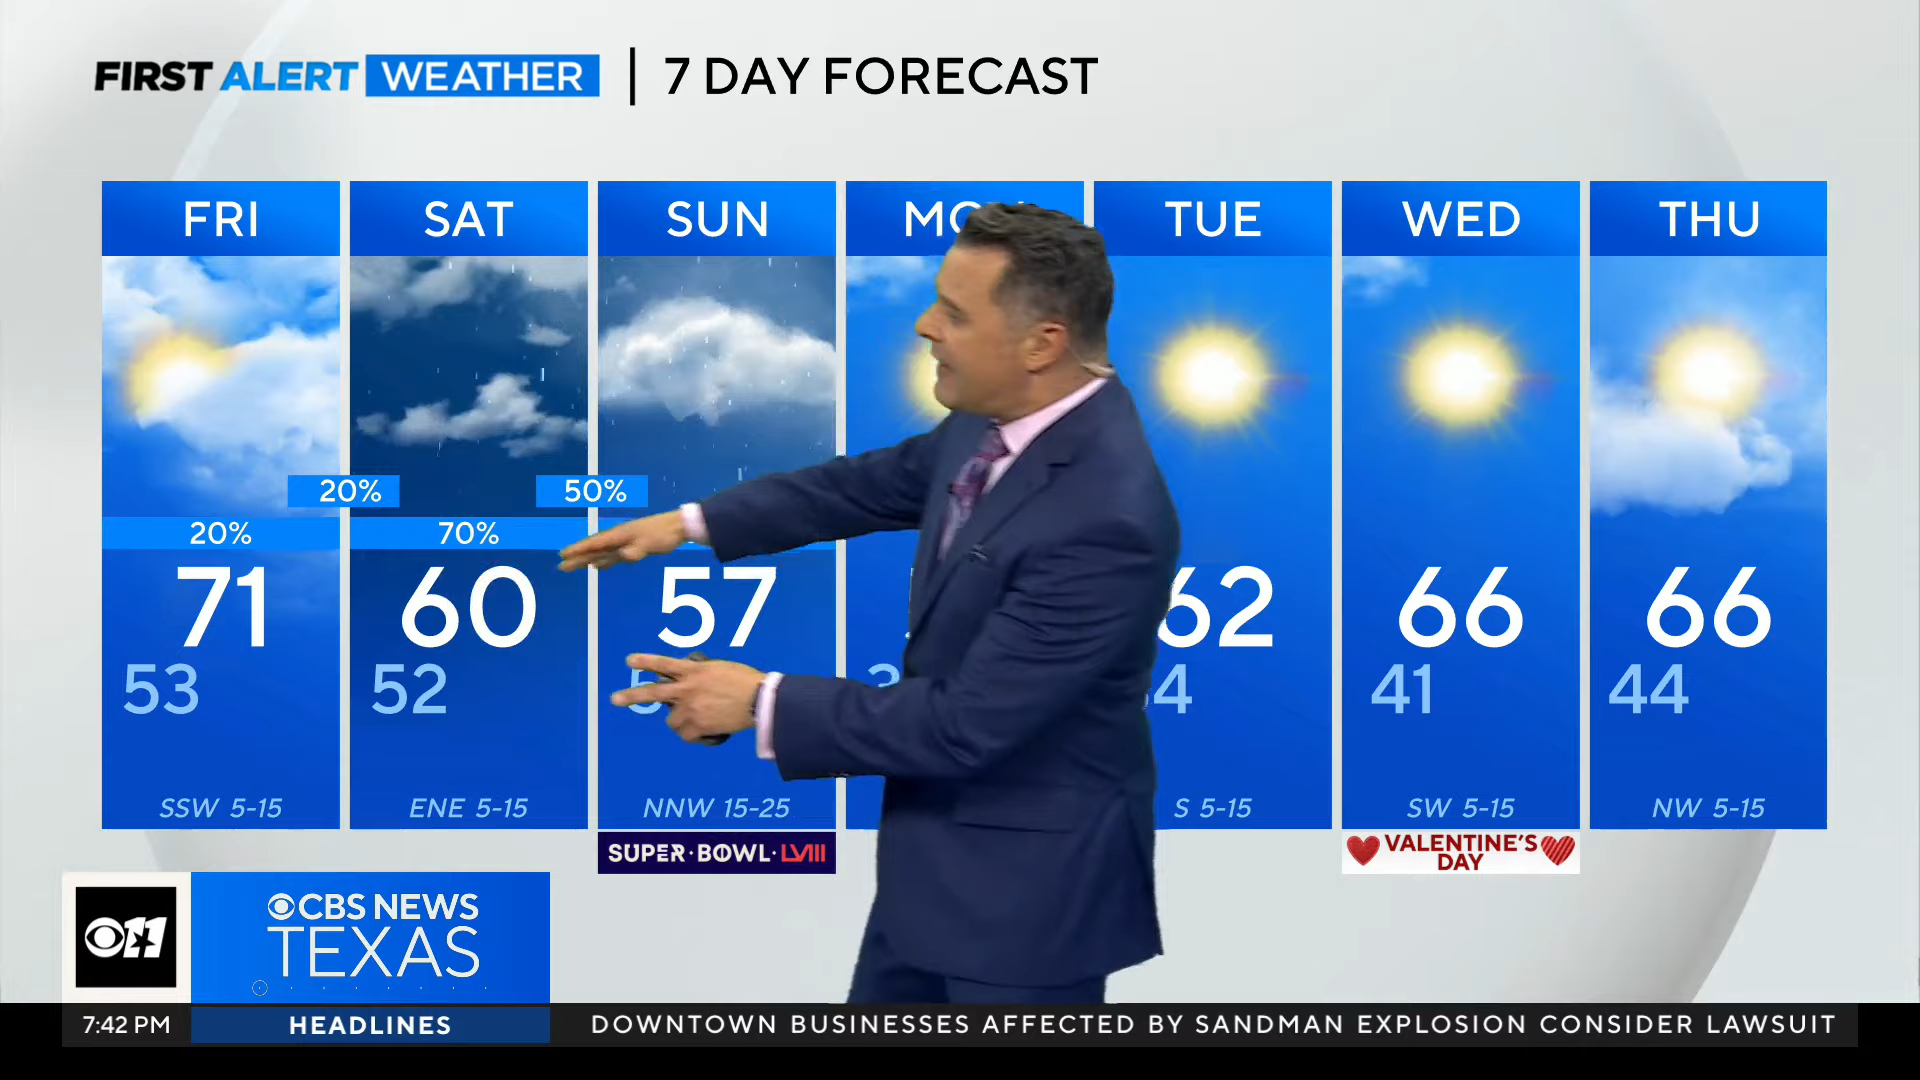 FIRST ALERT WEATHER | 7 DAY FORECAST
FRI SAT SUN TUE WED THU
20% 50%
20% 70%
71 60 57 62 66 66
53 52 41 44
SSW 5-15 ENE 5-15 NNW 15-25 S 5-15 SW 5-15 NW 5-15
SUPER·BOWL·LVIII
VALENTINE'S
DAY
11
CBS NEWS
TEXAS
7:42 PM HEADLINES DOWNTOWN BUSINESSES AFFECTED BY SANDMAN EXPLOSION CONSIDER LAWSUIT